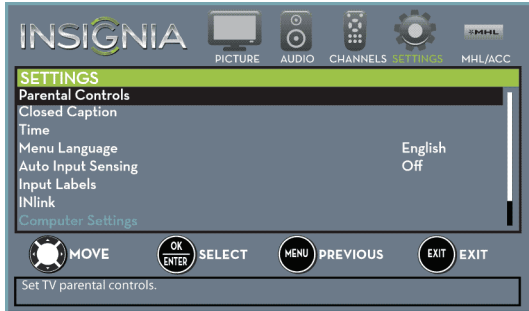 INSIGNIA
PICTURE AUDIO CHANNELS SETTINGS MHL MHL/ACC
SETTINGS
Parental Controls
Closed Caption
Time
Menu Language English
Auto Input Sensing Off
Input Labels
INlink
Computer Settings
MOVE OK ENTER SELECT MENU PREVIOUS EXIT EXIT
Set TV parental controls.